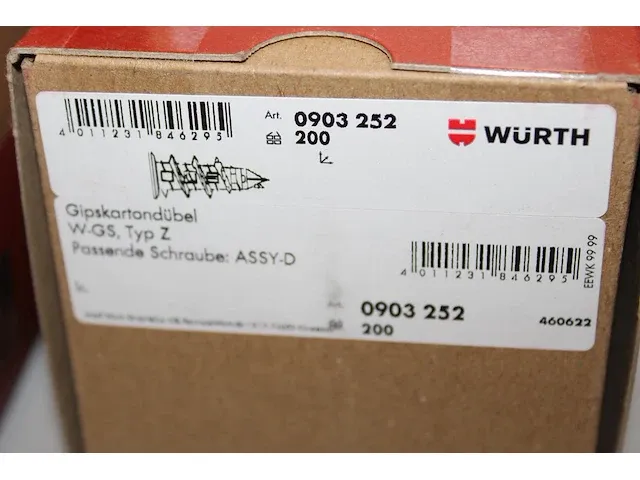 4 011231 846295
Art. 0903 252
200
WÜRTH
Gipskartondübel
W-GS, Typ Z
Passende Schraube: ASSY-D
4 011231 846295
EEWK 99 99
Art. 0903 252
200
460622